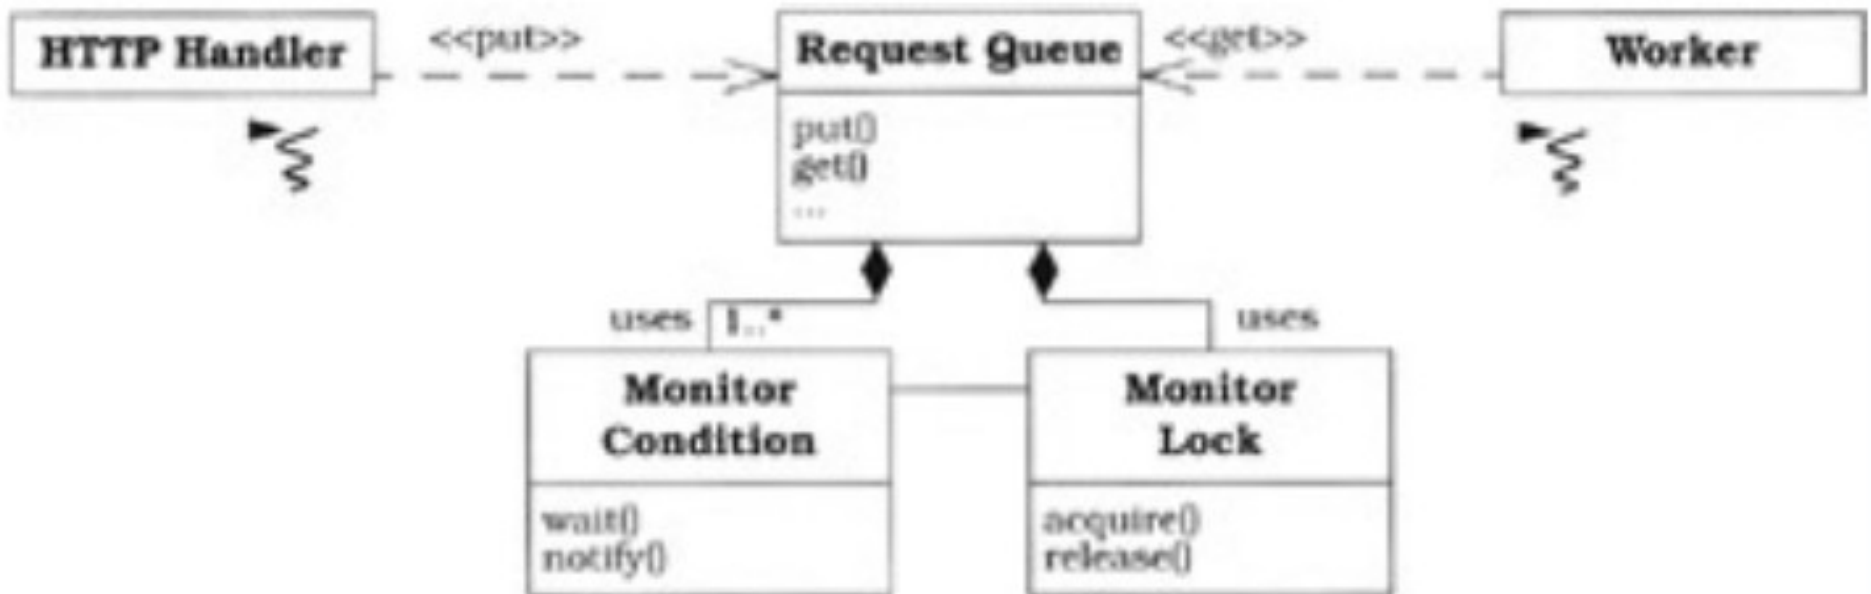 HTTP Handler
<<put>>
Request Queue
<<get>>
Worker
put()
get()
...
uses
1..*
uses
Monitor
Condition
Monitor
Lock
wait()
notify()
acquire()
release()